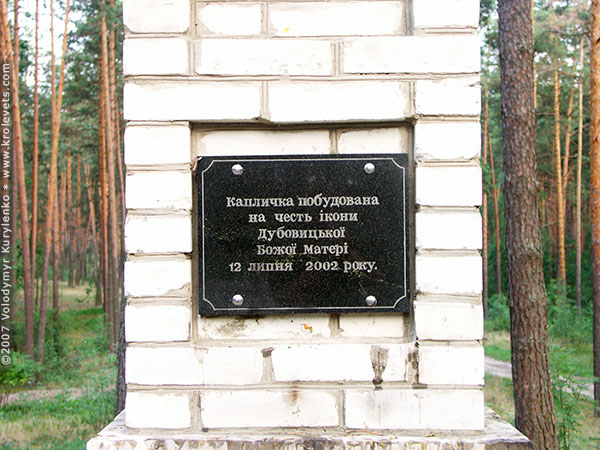 Капличка побудована
на честь ікони
Дубовицької
Божої Матері
12 липня 2002 року.
©2007 Volodymyr Kurylenko * www.krolevets.com